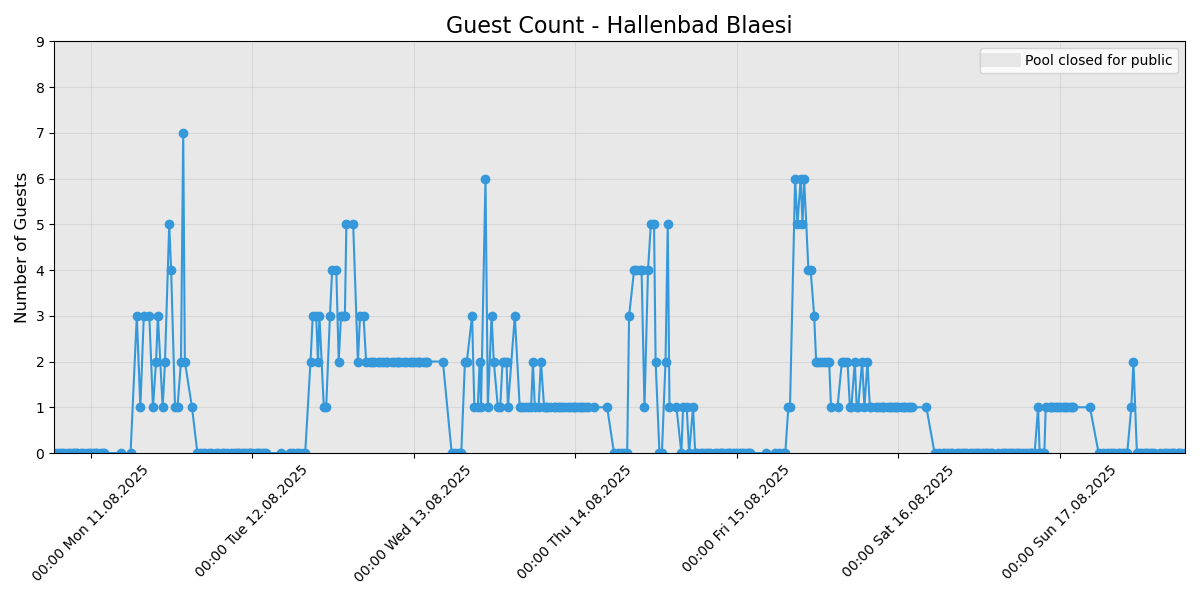 Guest Count - Hallenbad Blaesi
Pool closed for public
Number of Guests
9
8
7
6
5
4
3
2
1
0
00:00 Mon 11.08.2025
00:00 Tue 12.08.2025
00:00 Wed 13.08.2025
00:00 Thu 14.08.2025
00:00 Fri 15.08.2025
00:00 Sat 16.08.2025
00:00 Sun 17.08.2025